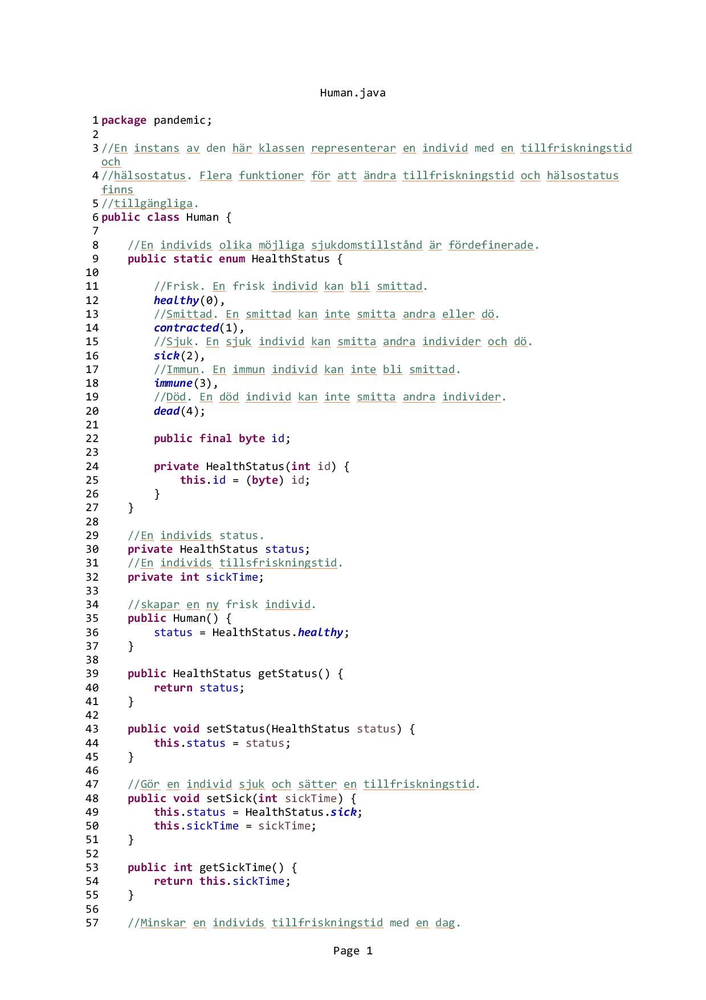 Human.java
1 package pandemic;
2
3 //En instans av den här klassen representerar en individ med en tillfriskningstid
och
4 //hälsostatus. Flera funktioner för att ändra tillfriskningstid och hälsostatus
finns
5 //tillgängliga.
6 public class Human {
7
8     //En individs olika möjliga sjukdomstillstånd är fördefinerade.
9     public static enum HealthStatus {
10
11         //Frisk. En frisk individ kan bli smittad.
12         healthy(0),
13         //Smittad. En smittad kan inte smitta andra eller dö.
14         contracted(1),
15         //Sjuk. En sjuk individ kan smitta andra individer och dö.
16         sick(2),
17         //Immun. En immun individ kan inte bli smittad.
18         immune(3),
19         //Död. En död individ kan inte smitta andra individer.
20         dead(4);
21
22         public final byte id;
23
24         private HealthStatus(int id) {
25             this.id = (byte) id;
26         }
27     }
28
29     //En individs status.
30     private HealthStatus status;
31     //En individs tillsfriskningstid.
32     private int sickTime;
33
34     //skapar en ny frisk individ.
35     public Human() {
36         status = HealthStatus.healthy;
37     }
38
39     public HealthStatus getStatus() {
40         return status;
41     }
42
43     public void setStatus(HealthStatus status) {
44         this.status = status;
45     }
46
47     //Gör en individ sjuk och sätter en tillfriskningstid.
48     public void setSick(int sickTime) {
49         this.status = HealthStatus.sick;
50         this.sickTime = sickTime;
51     }
52
53     public int getSickTime() {
54         return this.sickTime;
55     }
56
57     //Minskar en individs tillfriskningstid med en dag.
Page 1